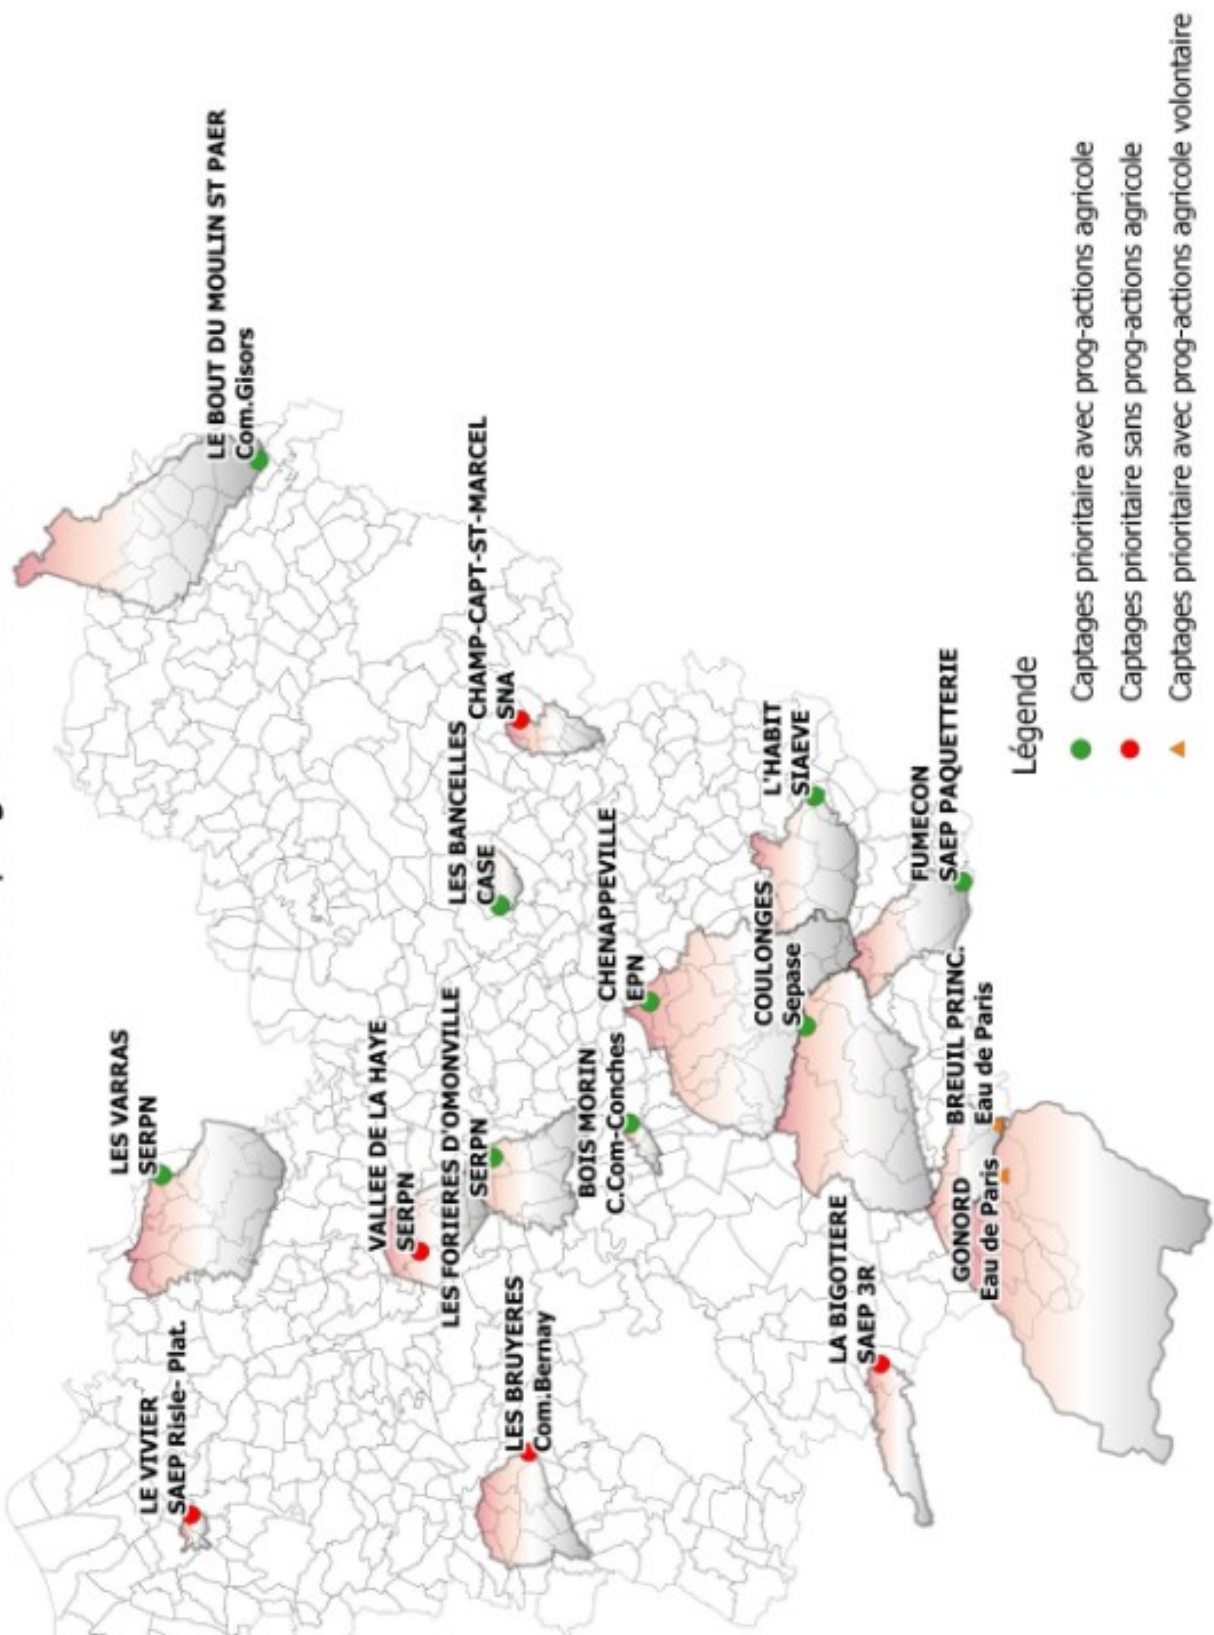 LE BOUT DU MOULIN ST PAER
Com.Gisors
LES VARRAS
SERPN
LE VIVIER
SAEP Risle- Plat.
VALLEE DE LA HAYE
SERPN
LES FORIERES D'OMONVILLE
SERPN
LES BANCELLES
CASE
CHAMP-CAPT-ST-MARCEL
SNA
LES BRUYERES
Com.Bernay
BOIS MORIN
C.Com-Conches
CHENAPPEVILLE
EPN
COULONGES
Sepase
L'HABIT
SIAEVE
LA BIGOTIERE
SAEP 3R
FUMECON
SAEP PAQUETTERIE
GONORD
Eau de Paris
BREUIL PRINC.
Eau de Paris
Légende
Captages prioritaire avec prog-actions agricole
Captages prioritaire sans prog-actions agricole
Captages prioritaire avec prog-actions agricole volontaire